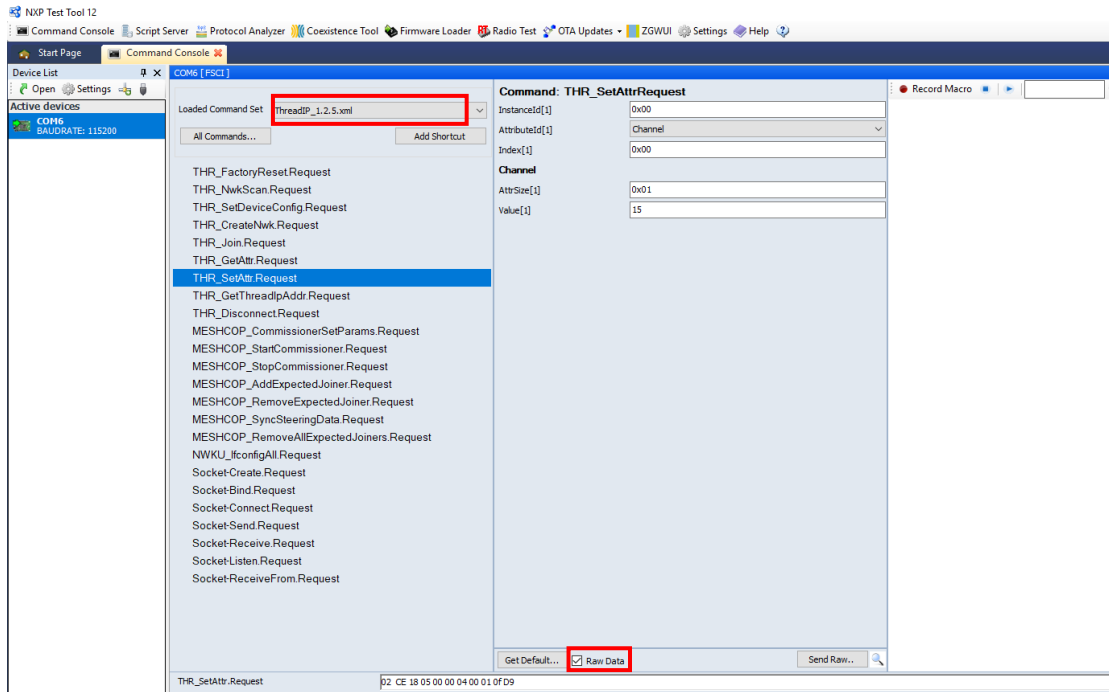 NXP Test Tool 12
Command Console Script Server Protocol Analyzer Coexistence Tool Firmware Loader Radio Test OTA Updates ZGWUI Settings Help
Start Page Command Console
Device List
COM6 [ FSCI ]
Open Settings
Active devices
COM6
BAUDRATE: 115200
Loaded Command Set ThreadIP_1.2.5.xml
All Commands... Add Shortcut
THR_FactoryReset.Request
THR_NwkScan.Request
THR_SetDeviceConfig.Request
THR_CreateNwk.Request
THR_Join.Request
THR_GetAttr.Request
THR_SetAttr.Request
THR_GetThreadIpAddr.Request
THR_Disconnect.Request
MESHCOP_CommissionerSetParams.Request
MESHCOP_StartCommissioner.Request
MESHCOP_StopCommissioner.Request
MESHCOP_AddExpectedJoiner.Request
MESHCOP_RemoveExpectedJoiner.Request
MESHCOP_SyncSteeringData.Request
MESHCOP_RemoveAllExpectedJoiners.Request
NWKU_IfconfigAll.Request
Socket-Create.Request
Socket-Bind.Request
Socket-Connect.Request
Socket-Send.Request
Socket-Receive.Request
Socket-Listen.Request
Socket-ReceiveFrom.Request
Command: THR_SetAttrRequest
InstanceId[1] 0x00
AttributeId[1] Channel
Index[1] 0x00
Channel
AttrSize[1] 0x01
Value[1] 15
Get Default... Raw Data Send Raw..
Record Macro
THR_SetAttr.Request 02 CE 18 05 00 00 04 00 01 0f D9